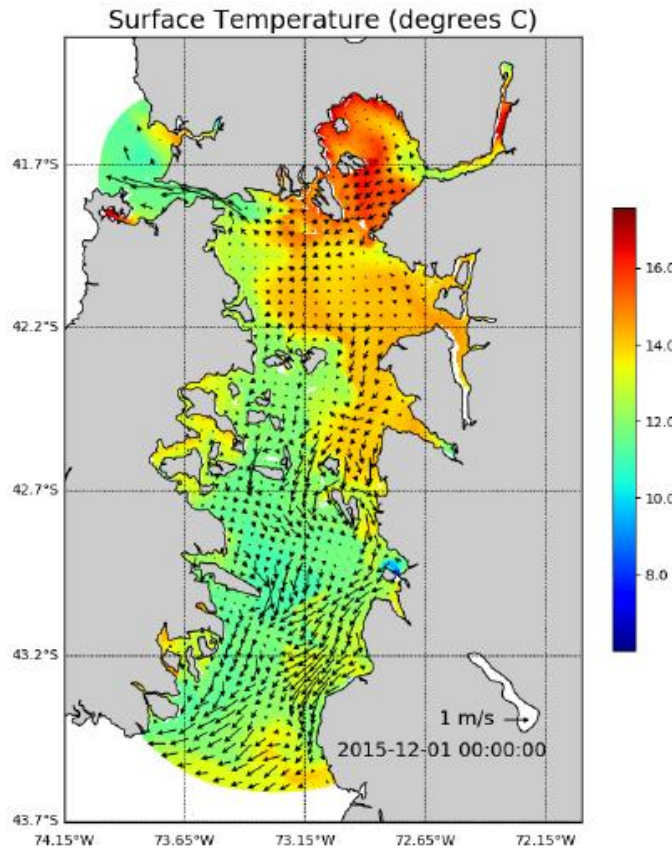 Surface Temperature (degrees C)
41.7°S
42.2°S
42.7°S
43.2°S
43.7°S
74.15°W 73.65°W 73.15°W 72.65°W 72.15°W
1 m/s
2015-12-01 00:00:00
16.0
14.0
12.0
10.0
8.0